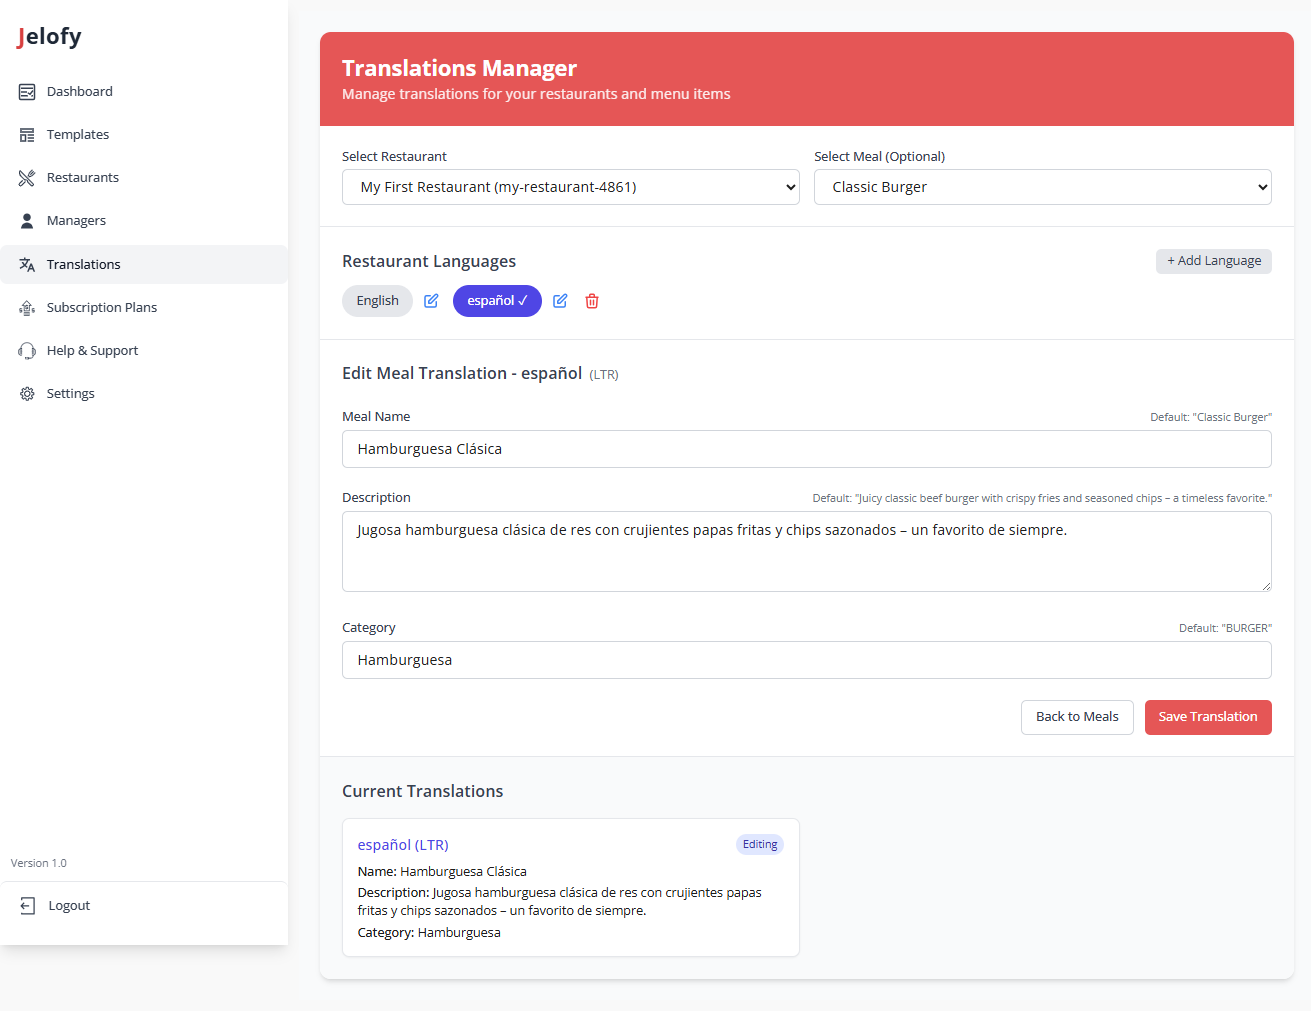 Jelofy
Dashboard
Templates
Restaurants
Managers
Translations
Subscription Plans
Help & Support
Settings
Version 1.0
Logout
Translations Manager
Manage translations for your restaurants and menu items
Select Restaurant
My First Restaurant (my-restaurant-4861)
Select Meal (Optional)
Classic Burger
Restaurant Languages
+ Add Language
English
español ✓
Edit Meal Translation - español (LTR)
Meal Name
Default: "Classic Burger"
Hamburguesa Clásica
Description
Default: "Juicy classic beef burger with crispy fries and seasoned chips – a timeless favorite."
Jugosa hamburguesa clásica de res con crujientes papas fritas y chips sazonados – un favorito de siempre.
Category
Default: "BURGER"
Hamburguesa
Back to Meals
Save Translation
Current Translations
español (LTR)
Editing
Name: Hamburguesa Clásica
Description: Jugosa hamburguesa clásica de res con crujientes papas
fritas y chips sazonados – un favorito de siempre.
Category: Hamburguesa